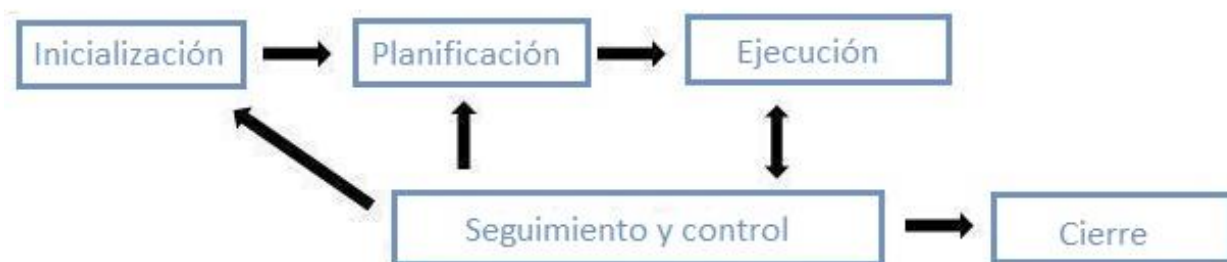 Inicialización
Planificación
Ejecución
Seguimiento y control
Cierre